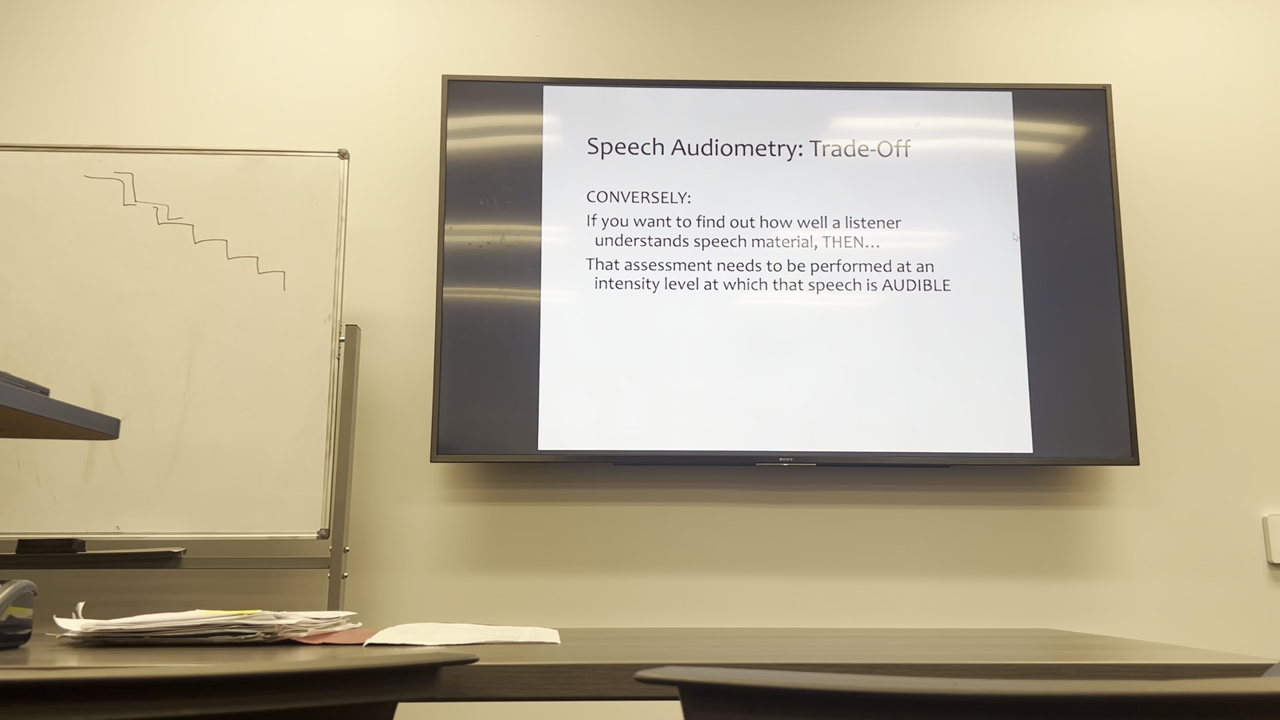 Speech Audiometry: Trade-Off
CONVERSELY:
If you want to find out how well a listener
understands speech material, THEN...
That assessment needs to be performed at an
intensity level at which that speech is AUDIBLE
SONY